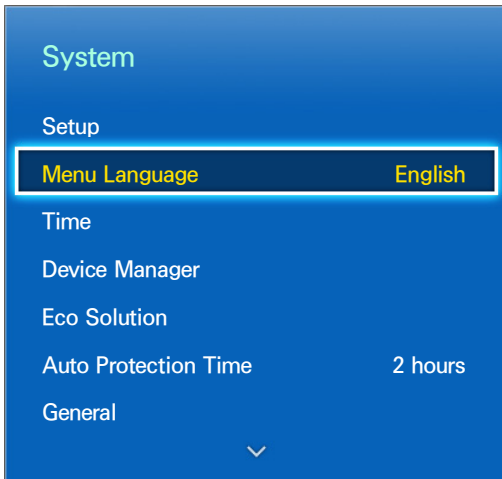 System
Setup
Menu Language English
Time
Device Manager
Eco Solution
Auto Protection Time 2 hours
General